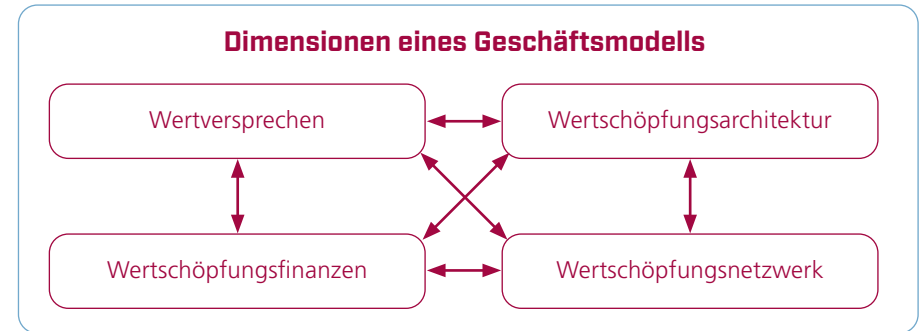 Dimensionen eines Geschäftsmodells
Wertversprechen
Wertschöpfungsarchitektur
Wertschöpfungsfinanzen
Wertschöpfungsnetzwerk